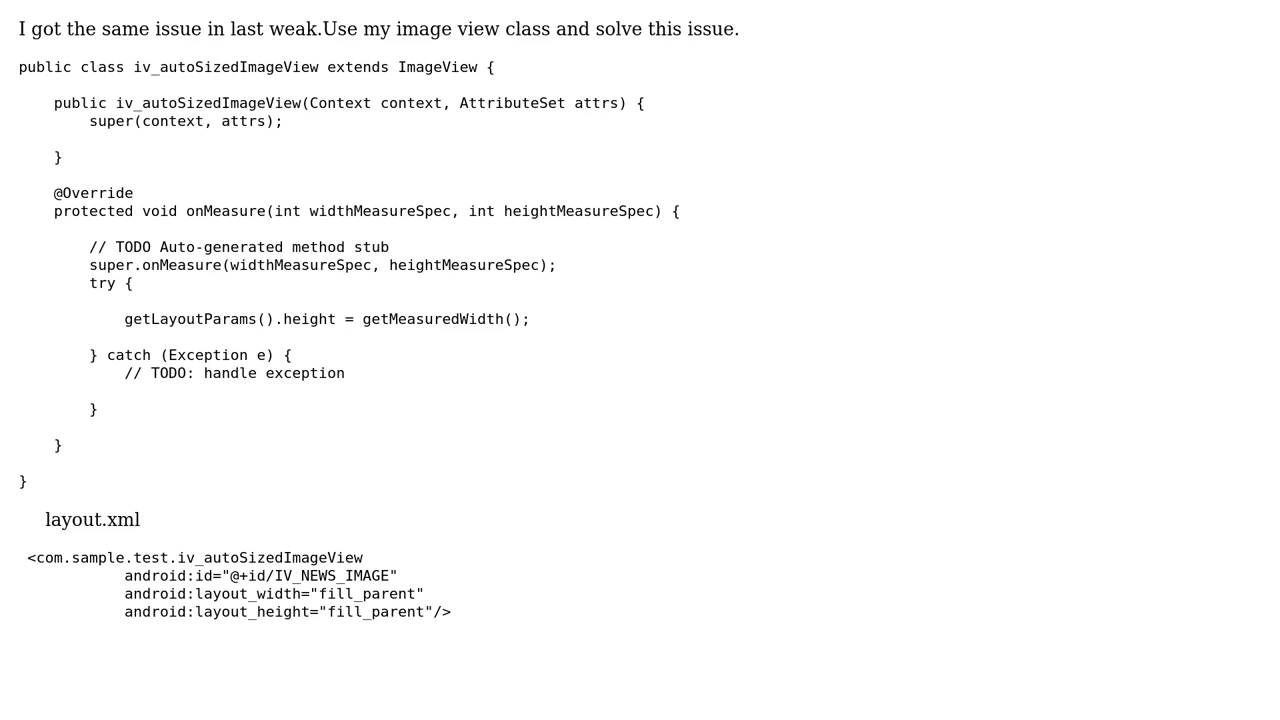 I got the same issue in last weak.Use my image view class and solve this issue.
public class iv_autoSizedImageView extends ImageView {
    public iv_autoSizedImageView(Context context, AttributeSet attrs) {
        super(context, attrs);
    }
    @Override
    protected void onMeasure(int widthMeasureSpec, int heightMeasureSpec) {
        // TODO Auto-generated method stub
        super.onMeasure(widthMeasureSpec, heightMeasureSpec);
        try {
            getLayoutParams().height = getMeasuredWidth();
        } catch (Exception e) {
            // TODO: handle exception
        }
    }
}
layout.xml
 <com.sample.test.iv_autoSizedImageView
            android:id="@+id/IV_NEWS_IMAGE"
            android:layout_width="fill_parent"
            android:layout_height="fill_parent"/>